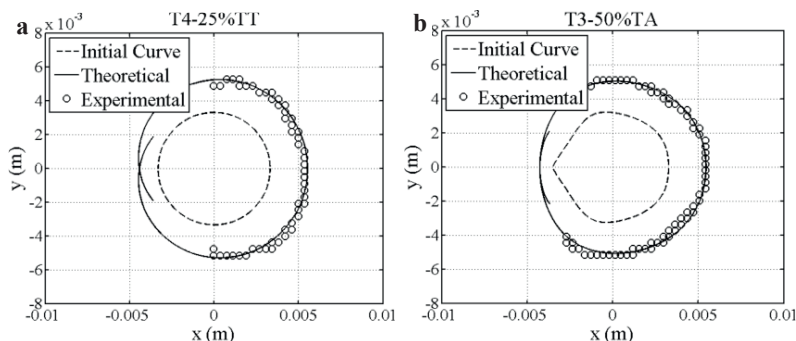 a
T4-25%TT
8 x 10⁻³
Initial Curve
Theoretical
Experimental
6
4
2
0
-2
-4
-6
-8
y (m)
-0.01 -0.005 0 0.005 0.01
x (m)
b
T3-50%TA
8 x 10⁻³
Initial Curve
Theoretical
Experimental
6
4
2
0
-2
-4
-6
-8
y (m)
-0.01 -0.005 0 0.005 0.01
x (m)